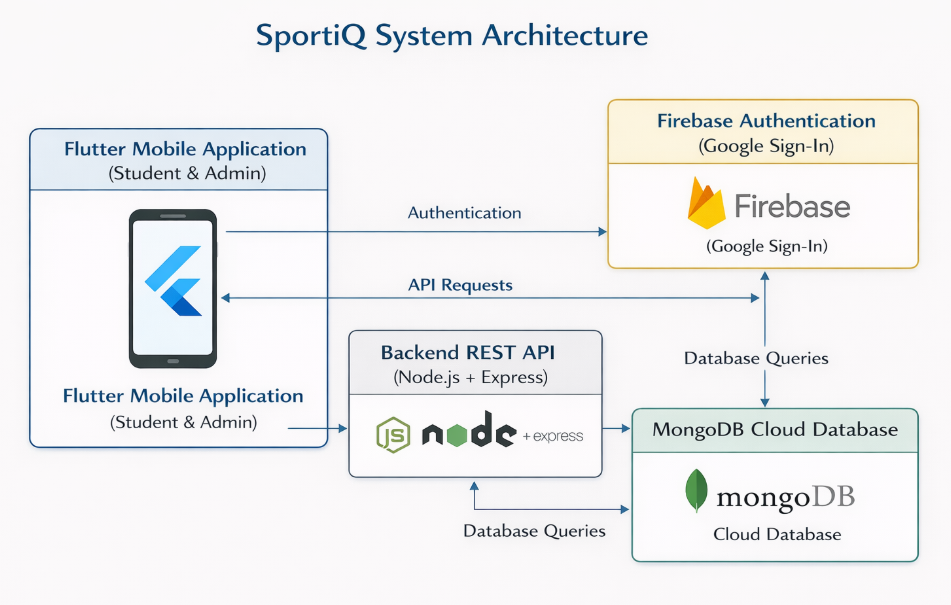 SportiQ System Architecture
Flutter Mobile Application
(Student & Admin)
Flutter Mobile Application
(Student & Admin)
Authentication
API Requests
Firebase Authentication
(Google Sign-In)
Firebase
(Google Sign-In)
Backend REST API
(Node.js + Express)
JS node + express
Database Queries
Database Queries
MongoDB Cloud Database
mongoDB
Cloud Database